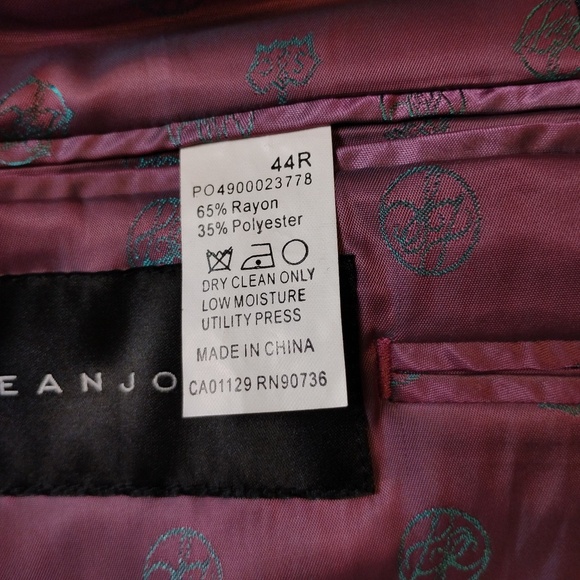 44R
PO4900023778
65% Rayon
35% Polyester
DRY CLEAN ONLY
LOW MOISTURE
UTILITY PRESS
MADE IN CHINA
CA01129 RN90736
EANJO